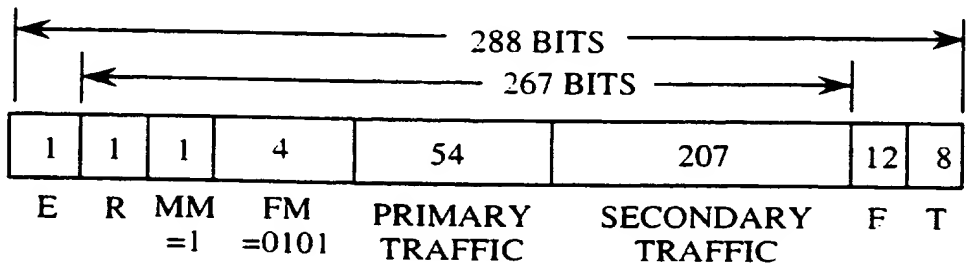 288 BITS
267 BITS
1 1 1 4 54 207 12 8
E R MM =1 FM =0101 PRIMARY TRAFFIC SECONDARY TRAFFIC F T